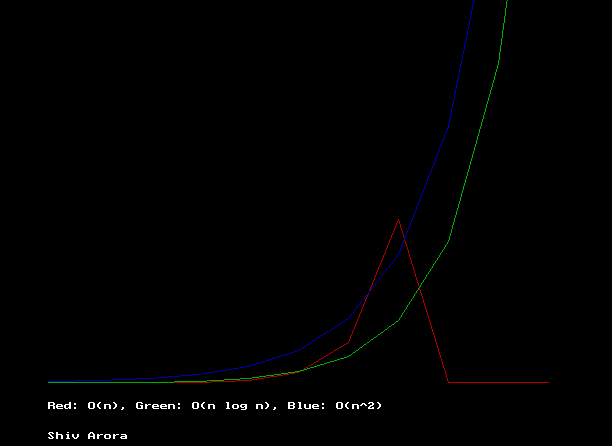 Red: O(n), Green: O(n log n), Blue: O(n^2)
Shiv Arora